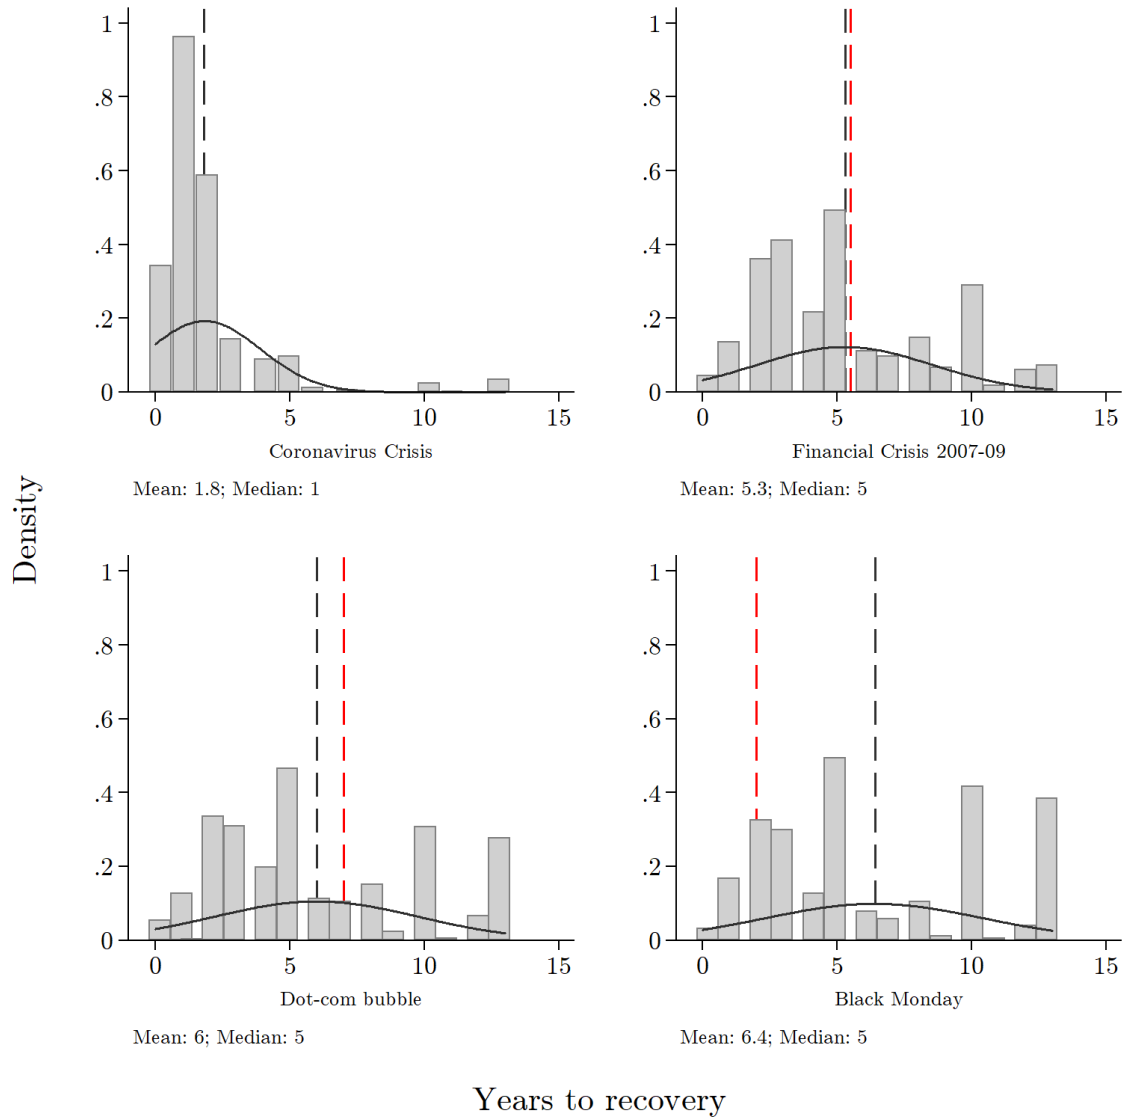 Density
1
.8
.6
.4
.2
0
0 5 10 15
Coronavirus Crisis
Mean: 1.8; Median: 1
1
.8
.6
.4
.2
0
0 5 10 15
Financial Crisis 2007-09
Mean: 5.3; Median: 5
1
.8
.6
.4
.2
0
0 5 10 15
Dot-com bubble
Mean: 6; Median: 5
1
.8
.6
.4
.2
0
0 5 10 15
Black Monday
Mean: 6.4; Median: 5
Years to recovery